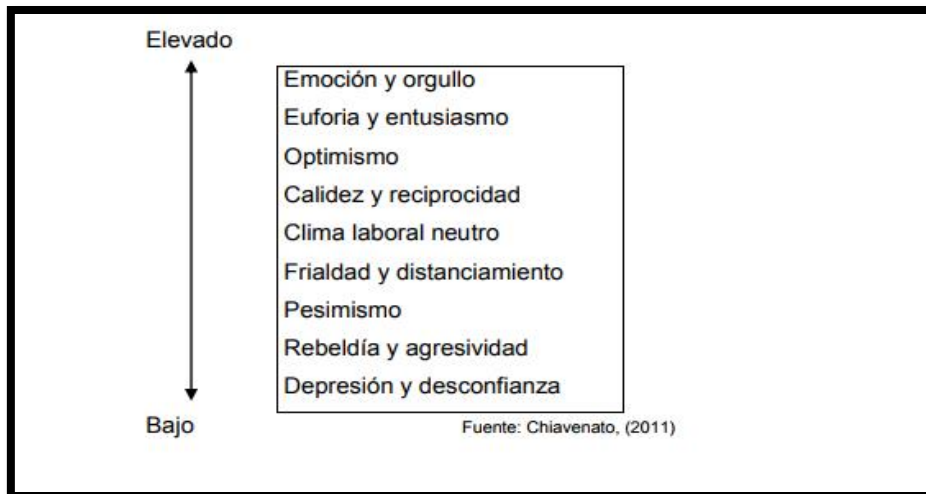 Elevado
Emoción y orgullo
Euforia y entusiasmo
Optimismo
Calidez y reciprocidad
Clima laboral neutro
Frialdad y distanciamiento
Pesimismo
Rebeldía y agresividad
Depresión y desconfianza
Bajo
Fuente: Chiavenato, (2011)